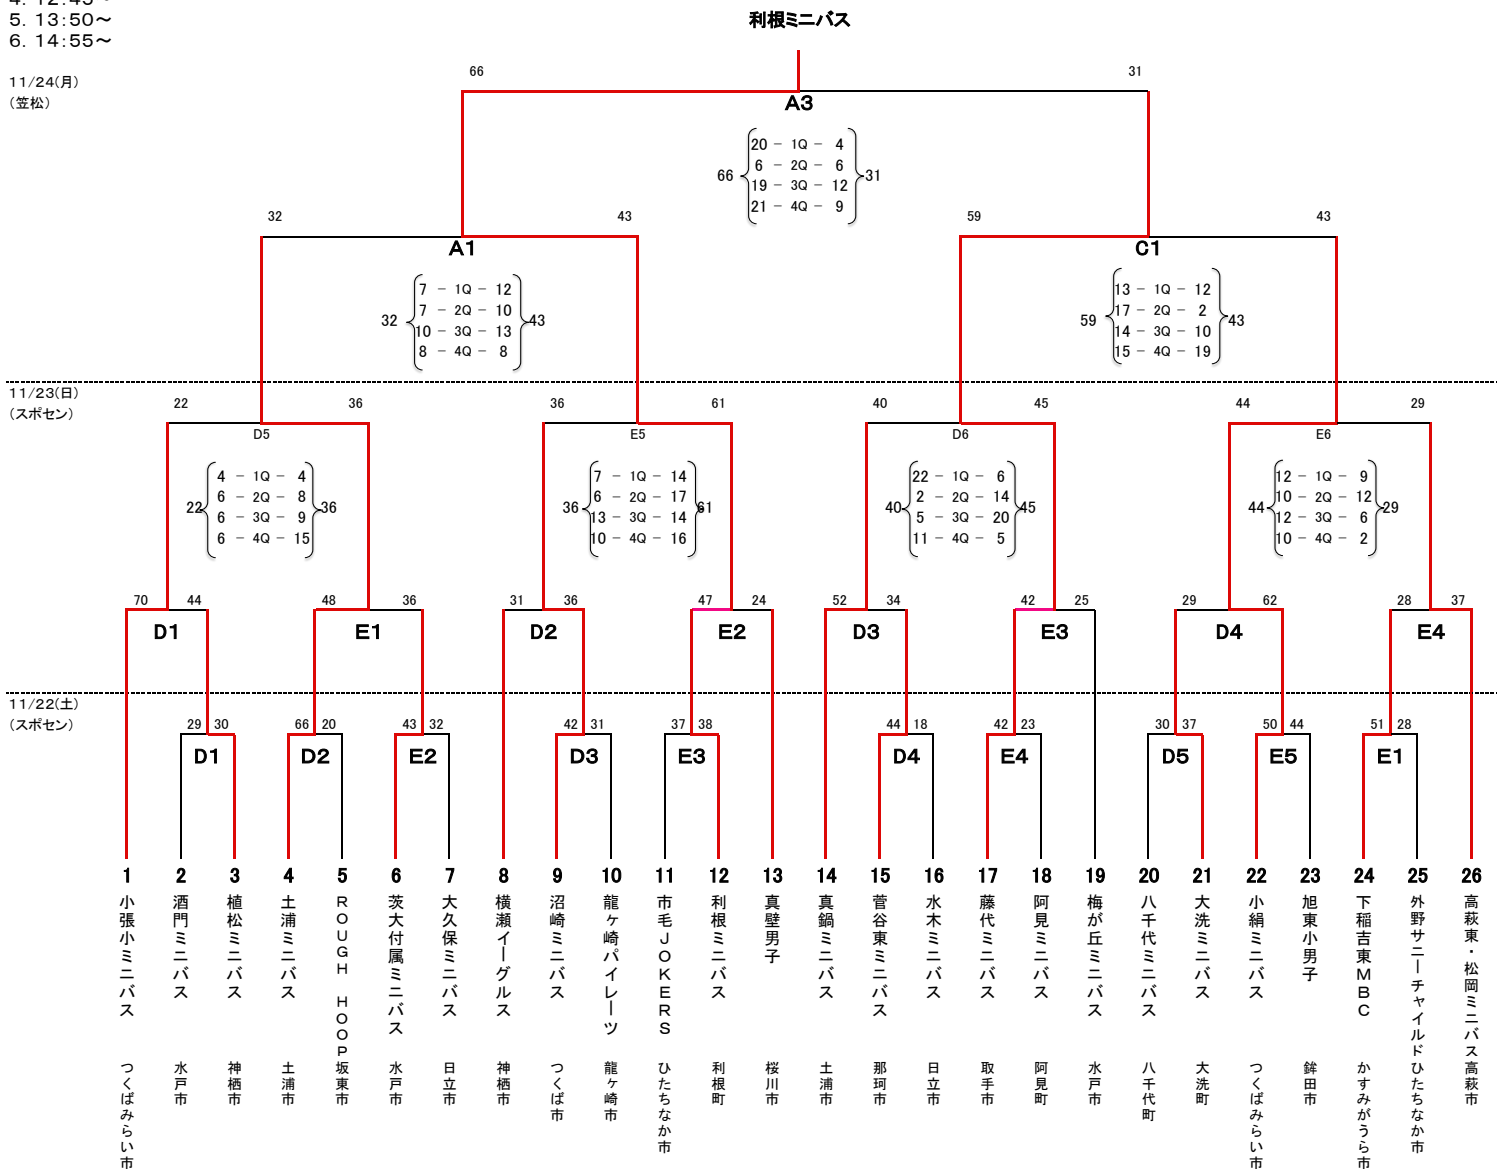 5. 13:50～
6. 14:55～
利根ミニバス
11/24(月)
(笠松)
66 31
A3
20 － 1Q － 4
6 － 2Q － 6
66 31
19 － 3Q － 12
21 － 4Q － 9
32 43 59 43
A1 C1
7 － 1Q － 12
7 － 2Q － 10
32 43
10 － 3Q － 13
8 － 4Q － 8
13 － 1Q － 12
17 － 2Q － 2
59 43
14 － 3Q － 10
15 － 4Q － 19
11/23(日)
(スポセン)
22 36 36 61 40 45 44 29
D5 E5 D6 E6
4 － 1Q － 4
6 － 2Q － 8
22 36
6 － 3Q － 9
6 － 4Q － 15
7 － 1Q － 14
6 － 2Q － 17
36 61
13 － 3Q － 14
10 － 4Q － 16
22 － 1Q － 6
2 － 2Q － 14
40 45
5 － 3Q － 20
11 － 4Q － 5
12 － 1Q － 9
10 － 2Q － 12
44 29
12 － 3Q － 6
10 － 4Q － 2
70 44 48 36 31 36 47 24 52 34 42 25 29 62 28 37
D1 E1 D2 E2 D3 E3 D4 E4
11/22(土)
(スポセン)
29 30 66 20 43 32 42 31 37 38 44 18 42 23 30 37 50 44 51 28
D1 D2 E2 D3 E3 D4 E4 D5 E5 E1
1 2 3 4 5 6 7 8 9 10 11 12 13 14 15 16 17 18 19 20 21 22 23 24 25 26
小張小ミニバス
酒門ミニバス
植松ミニバス
土浦ミニバス
ROUGH HOOP
茨大付属ミニバス
大久保ミニバス
横瀬イーグルス
沼崎ミニバス
龍ヶ崎パイレーツ
市毛JOKERS
利根ミニバス
真壁男子
真鍋ミニバス
菅谷東ミニバス
水木ミニバス
藤代ミニバス
阿見ミニバス
梅が丘ミニバス
八千代ミニバス
大洗ミニバス
小絹ミニバス
旭東小男子
下稲吉東MBC
外野サニーチャイルド
高萩東・松岡ミニバス
つくばみらい市
水戸市
神栖市
土浦市
坂東市
水戸市
日立市
神栖市
つくば市
龍ヶ崎市
ひたちなか市
利根町
桜川市
土浦市
那珂市
日立市
取手市
阿見町
水戸市
八千代町
大洗町
つくばみらい市
鉾田市
かすみがうら市
ひたちなか市
高萩市